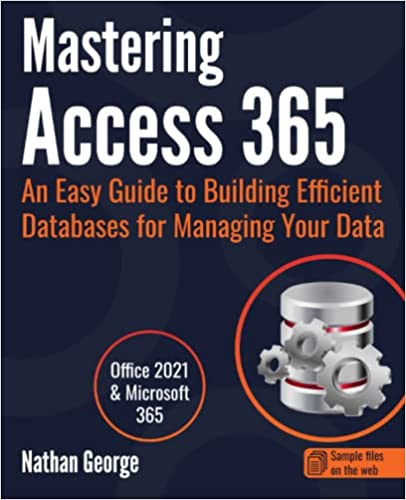 Mastering
Access 365
An Easy Guide to Building Efficient
Databases for Managing Your Data
Office 2021
& Microsoft
365
Nathan George
Sample files
on the web